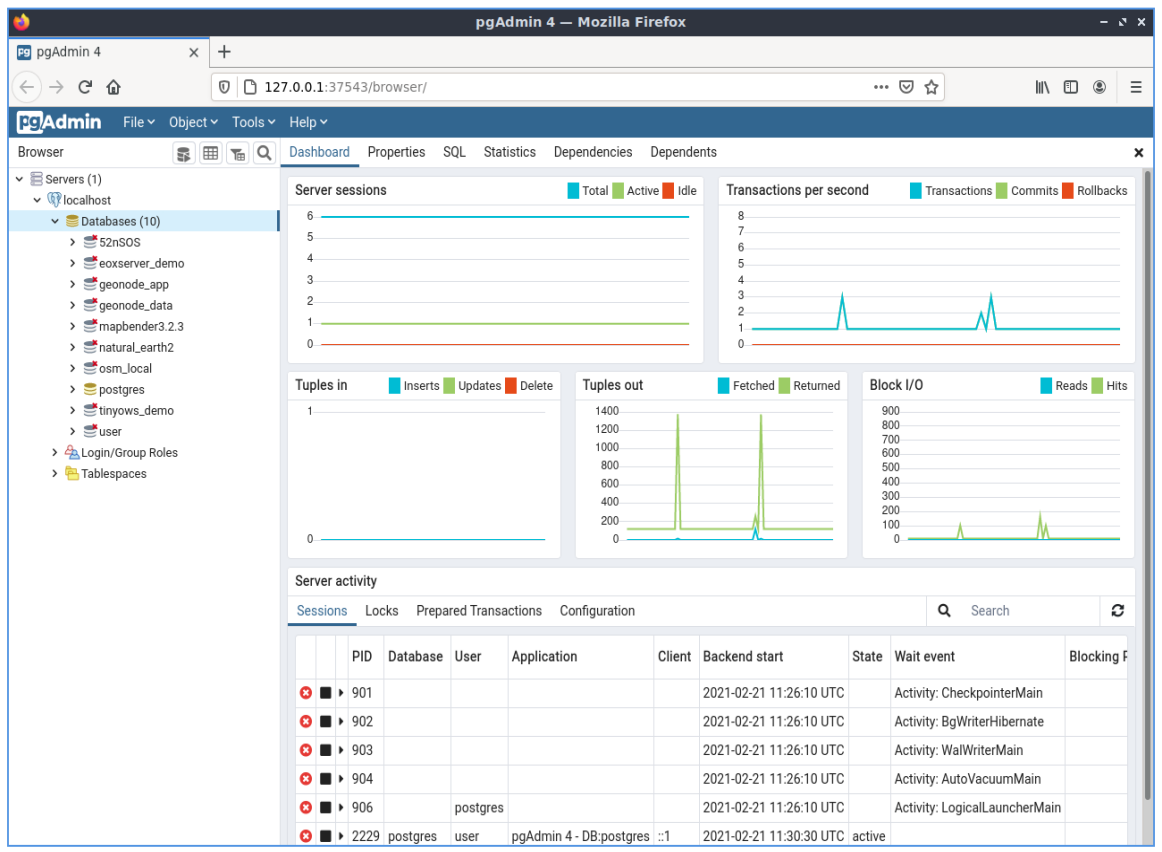 pgAdmin 4 — Mozilla Firefox
pgAdmin 4
127.0.0.1:37543/browser/
pgAdmin File Object Tools Help
Browser
Dashboard Properties SQL Statistics Dependencies Dependents
Servers (1)
localhost
Databases (10)
52nSOS
eoxserver_demo
geonode_app
geonode_data
mapbender3.2.3
natural_earth2
osm_local
postgres
tinyows_demo
user
Login/Group Roles
Tablespaces
Server sessions
Total Active Idle
6
5
4
3
2
1
0
Transactions per second
Transactions Commits Rollbacks
8
7
6
5
4
3
2
1
0
Tuples in
Inserts Updates Delete
1
0
Tuples out
Fetched Returned
1400
1200
1000
800
600
400
200
0
Block I/O
Reads Hits
900
800
700
600
500
400
300
200
100
0
Server activity
Sessions Locks Prepared Transactions Configuration
Search
PID Database User Application Client Backend start State Wait event Blocking P
901 2021-02-21 11:26:10 UTC Activity: CheckpointerMain
902 2021-02-21 11:26:10 UTC Activity: BgWriterHibernate
903 2021-02-21 11:26:10 UTC Activity: WalWriterMain
904 2021-02-21 11:26:10 UTC Activity: AutoVacuumMain
906 postgres 2021-02-21 11:26:10 UTC Activity: LogicalLauncherMain
2229 postgres user pgAdmin 4 - DB:postgres ::1 2021-02-21 11:30:30 UTC active